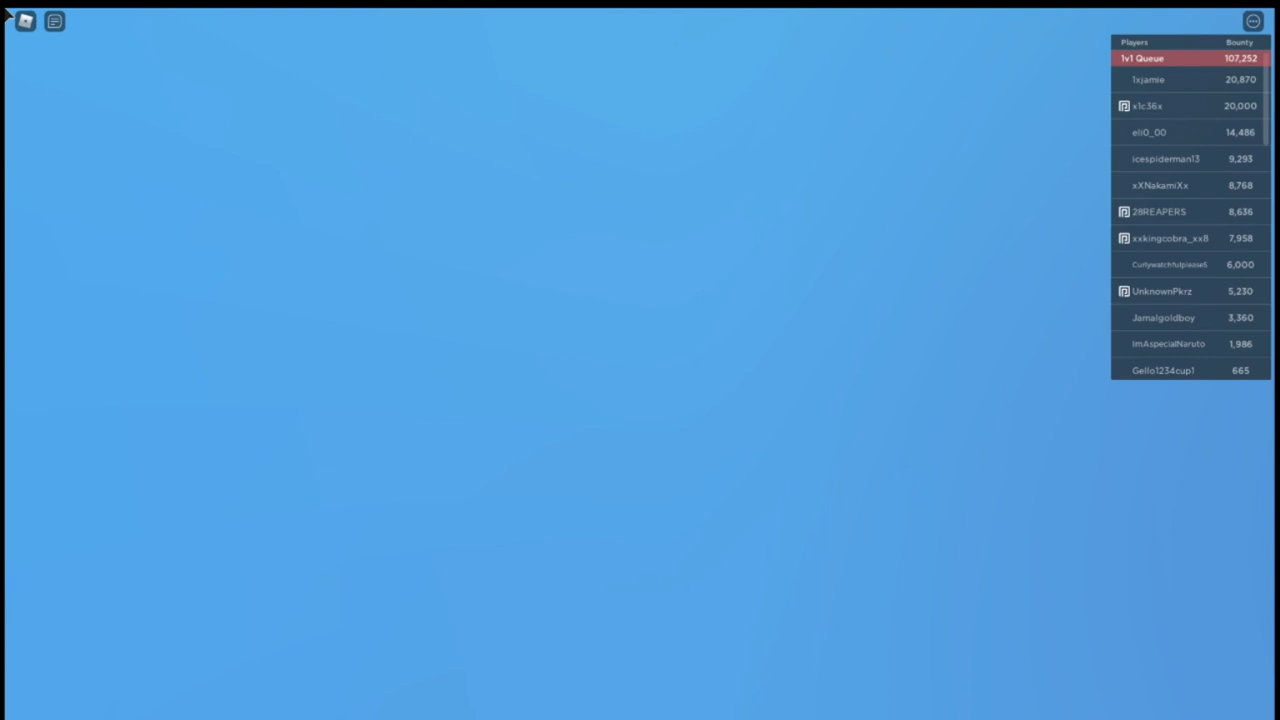 Players Bounty
1v1 Queue 107,252
1xjamie 20,870
x1c36x 20,000
eli0_00 14,486
icespiderman13 9,293
xXNakamiXx 8,768
28REAPERS 8,636
xxkingcobra_xx8 7,958
Curlywatchfulplease5 6,000
UnknownPkrz 5,230
Jamalgoldboy 3,360
ImAspecialNaruto 1,986
Gello1234cup1 665